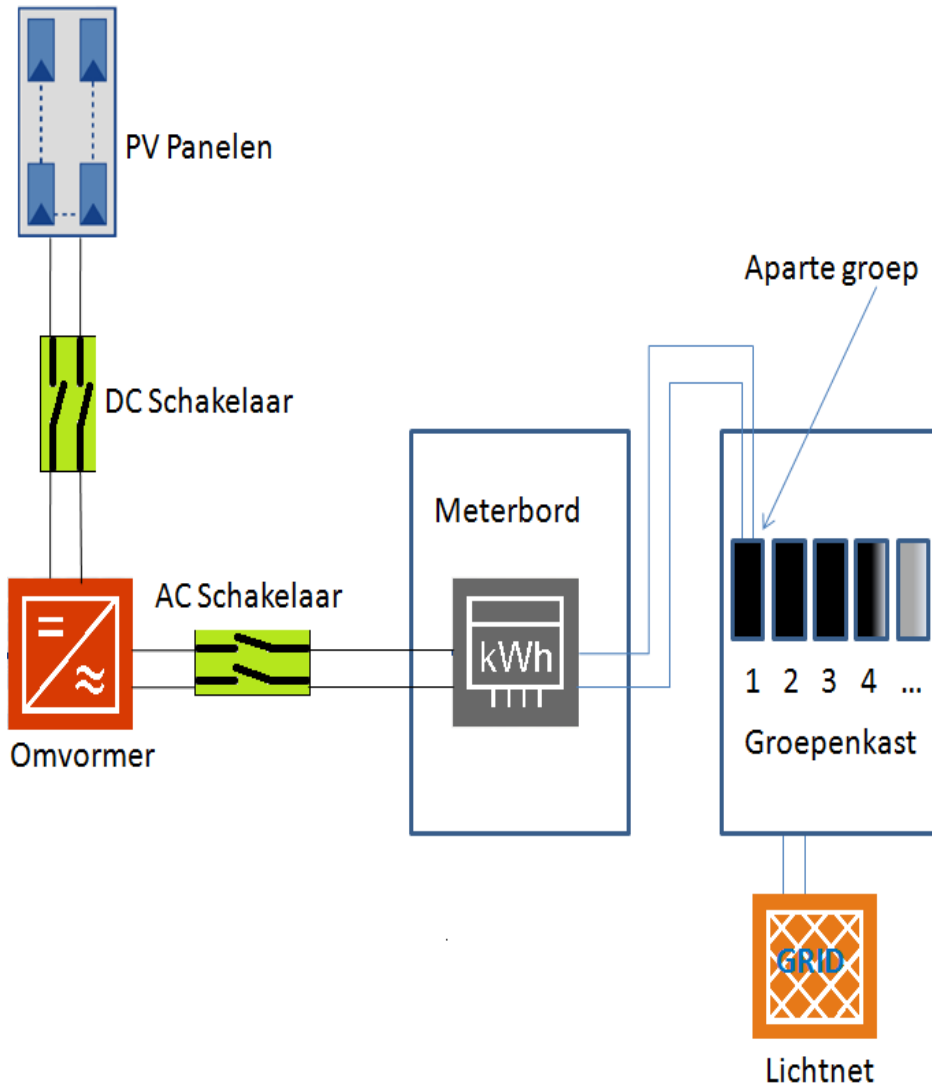 PV Panelen
Aparte groep
DC Schakelaar
Meterbord
AC Schakelaar
kWh
1 2 3 4 ...
Omvormer
Groepenkast
GRID
Lichtnet